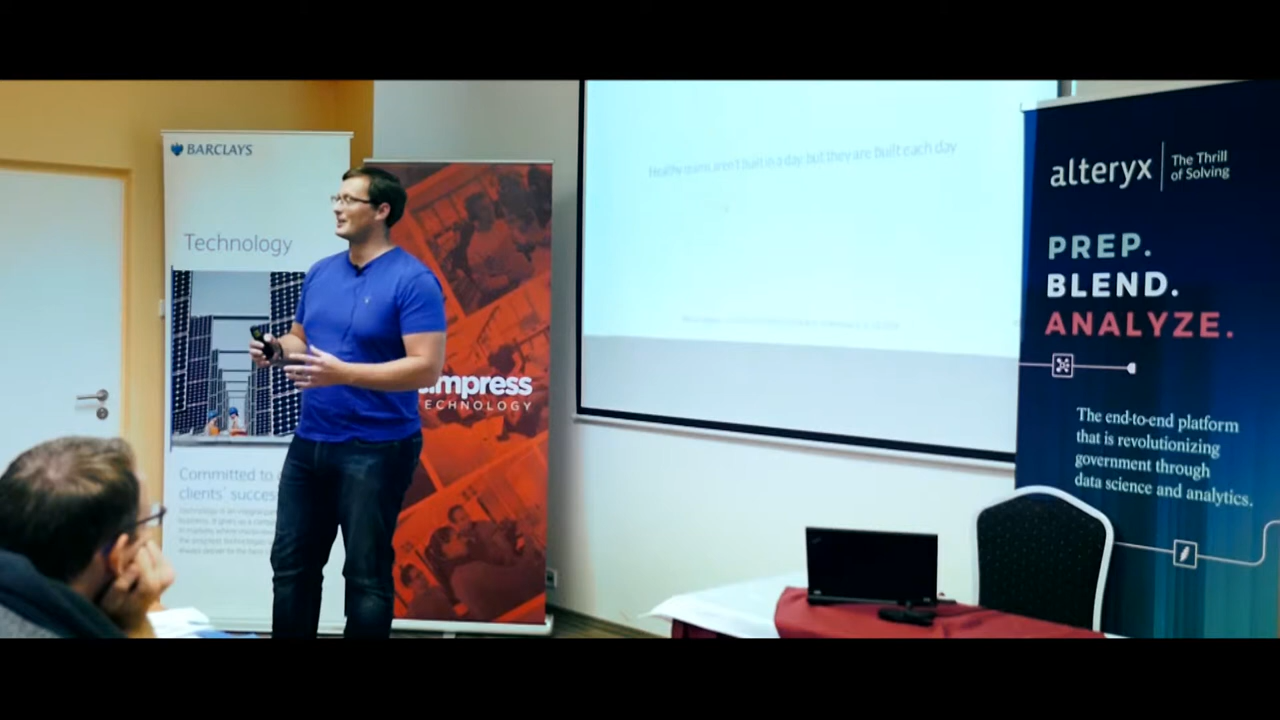 BARCLAYS
Technology
Committed to
clients' success
impress
TECHNOLOGY
Healthy teams aren't built in a day, but they are built each day
alteryx
The Thrill
of Solving
PREP.
BLEND.
ANALYZE.
The end-to-end platform
that is revolutionizing
government through
data science and analytics.